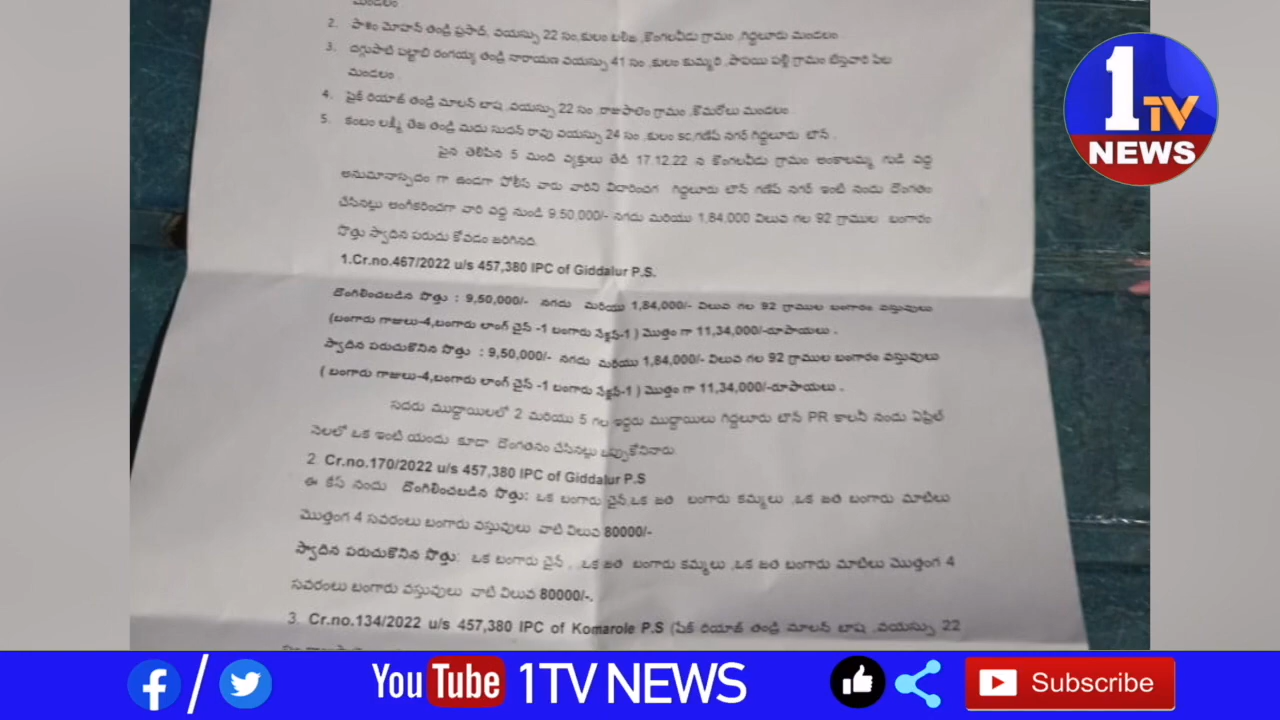 మండలం .
2. పాశం మోహన్ తండ్రి ప్రసాద్, వయస్సు 22 సం,కులం బలిజ ,కొంగలవీడు గ్రామం ,గిద్దలూరు మండలం
3. దగ్గుపాటి పట్టాభి రంగయ్య తండ్రి నారాయణ వయస్సు 41 సం ,కులం కుమ్మరి ,పాపయి పల్లి గ్రామం బేస్తవారి పేట
మండలం .
4. షైక్ రియాజ్ తండ్రి మాలన్ బాష ,వయస్సు 22 సం ,రాజపాలెం గ్రామం ,కొమరోలు మండలం
5. కంటం లక్ష్మీ తేజ తండ్రి మధు సుదన్ రావు వయస్సు 24 సం ,కులం sc,గణేష్ నగర్ గిద్దలూరు టౌన్ .
పైన తెలిపిన 5 మంది వ్యక్తులు తేది 17.12.22 న కొంగలవీడు గ్రామం అంకాలమ్మ గుడి వద్ద
అనుమానాస్పదం గా ఉండగా పోలీస్ వారు వారిని విచారించగ గిద్దలూరు టౌన్ గణేష్ నగర్ ఇంటి నందు దొంగతం
చేసినట్లు అంగీకరించగా వారి వద్ద నుండి 9,50,000/- నగదు మరియు 1,84,000 విలువ గల 92 గ్రాముల బంగారం
సొత్తు స్వాదిన పరుచు కోవడం జరిగినది.
1.Cr.no.467/2022 u/s 457,380 IPC of Giddalur P.S.
దొంగిలించబడిన సొత్తు : 9,50,000/- నగదు మరియు 1,84,000/- విలువ గల 92 గ్రాముల బంగారం వస్తువులు
(బంగారు గాజులు-4,బంగారు లాంగ్ చైన్ -1 బంగారు నేక్లెస్-1 ) మొత్తం గా 11,34,000/-రూపాయలు .
స్వాదిన పరుచుకొనిన సొత్తు : 9,50,000/- నగదు మరియు 1,84,000/- విలువ గల 92 గ్రాముల బంగారం వస్తువులు
( బంగారు గాజులు-4,బంగారు లాంగ్ చైన్ -1 బంగారు నేక్లెస్-1 ) మొత్తం గా 11,34,000/-రూపాయలు .
సదరు ముద్దాయిలలో 2 మరియు 5 గల ఇద్దరు ముద్దాయిలు గిద్దలూరు టౌన్ PR కాలనీ నందు ఏప్రిల్
నెలలో ఒక ఇంటి యందు కూడా దొంగతనం చేసినట్లు ఒప్పుకోనినారు.
2. Cr.no.170/2022 u/s 457,380 IPC of Giddalur P.S
ఈ కేస్ నందు దొంగిలించబడిన సొత్తు: ఒక బంగారు చైన్,ఒక జత బంగారు కమ్మలు ,ఒక జత బంగారు మాటీలు
మొత్తంగ 4 సవరంలు బంగారు వస్తువులు వాటి విలువ 80000/-
స్వాదిన పరుచుకొనిన సొత్తు: ఒక బంగారు చైన్ , ,ఒక జత బంగారు కమ్మలు ,ఒక జత బంగారు మాటీలు మొత్తంగ 4
సవరంలు బంగారు వస్తువులు వాటి విలువ 80000/-.
3. Cr.no.134/2022 u/s 457,380 IPC of Komarole P.S (షేక్ రియాజ్ తండ్రి మాలన్ బాష ,వయస్సు 22
1 TV
NEWS
You Tube 1TV NEWS
Subscribe